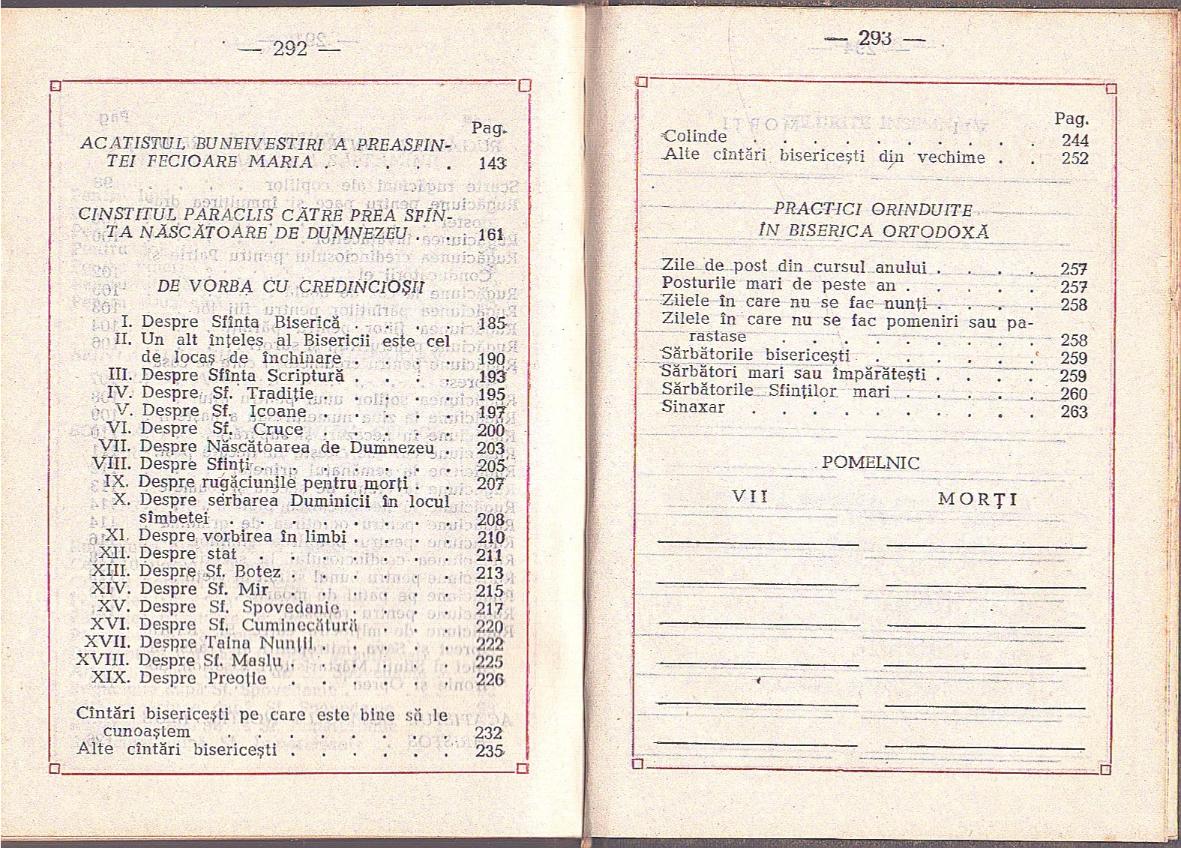 — 292 —
Pag.
ACATISTUL BUNEIVESTIRI A PREASFIN-
TEI FECIOARE MARIA . . . . . . 143
CINSTITUL PARACLIS CĂTRE PREA SFÎN-
TA NĂSCĂTOARE DE DUMNEZEU . . . 161
DE VORBA CU CREDINCIOȘII
I. Despre Sfînta Biserică . . . . 185
II. Un alt înțeles al Bisericii este cel
de locaș de închinare . . . . 190
III. Despre Sfînta Scriptură . . . . 193
IV. Despre Sf. Tradiție . . . . . 195
V. Despre Sf. Icoane . . . . . 197
VI. Despre Sf. Cruce . . . . . 200
VII. Despre Născătoarea de Dumnezeu 203
VIII. Despre Sfinți . . . . . . . 205
IX. Despre rugăciunile pentru morți . . 207
X. Despre serbarea Duminicii în locul
sîmbetei . . . . . . . . 208
XI. Despre vorbirea în limbi . . . . 210
XII. Despre stat . . . . . . . 211
XIII. Despre Sf. Botez . . . . . . 213
XIV. Despre Sf. Mir . . . . . . 215
XV. Despre Sf. Spovedanie . . . . 217
XVI. Despre Sf. Cuminecătură . . . . 220
XVII. Despre Taina Nunții . . . . . 222
XVIII. Despre Sf. Maslu . . . . . . 225
XIX. Despre Preoție . . . . . . 226
Cîntări bisericești pe care este bine să le
cunoaștem . . . . . . . . 232
Alte cîntări bisericești . . . . . . 235
— 293 —
Pag.
Colinde . . . . . . . . . . 244
Alte cîntări bisericești din vechime . . 252
PRACTICI ORINDUITE
ÎN BISERICA ORTODOXĂ
Zile de post din cursul anului . . . . 257
Posturile mari de peste an . . . . . 257
Zilele în care nu se fac nunți . . . . 258
Zilele în care nu se fac pomeniri sau pa-
rastase . . . . . . . . . 258
Sărbătorile bisericești . . . . . . 259
Sărbători mari sau împărătești . . . . 259
Sărbătorile Sfinților mari . . . . . 260
Sinaxar . . . . . . . . . . 263
POMELNIC
VII MORȚI